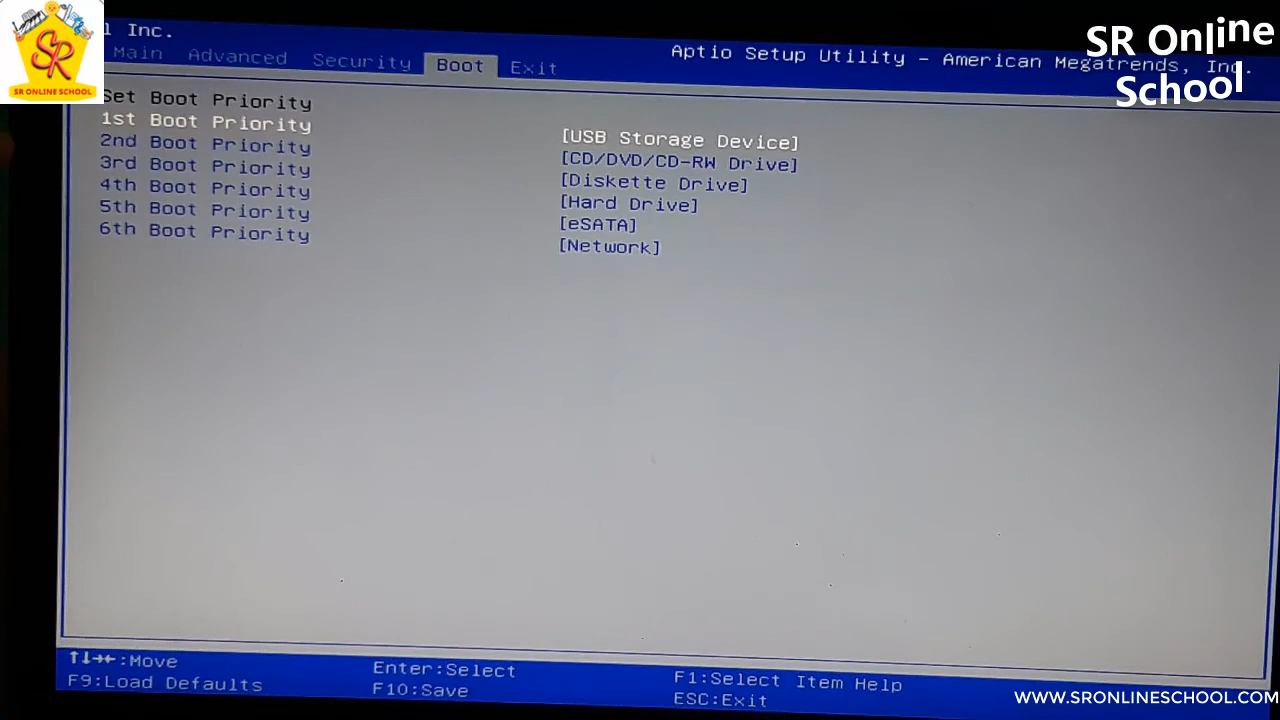 SR
SR ONLINE SCHOOL
SR Online
School
l Inc.
Aptio Setup Utility - American Megatrends, Inc.
Main Advanced Security Boot Exit
Set Boot Priority
1st Boot Priority [USB Storage Device]
2nd Boot Priority [CD/DVD/CD-RW Drive]
3rd Boot Priority [Diskette Drive]
4th Boot Priority [Hard Drive]
5th Boot Priority [eSATA]
6th Boot Priority [Network]
↑↓→←:Move Enter:Select F1:Select Item Help
F9:Load Defaults F10:Save ESC:Exit
WWW.SRONLINESCHOOL.COM